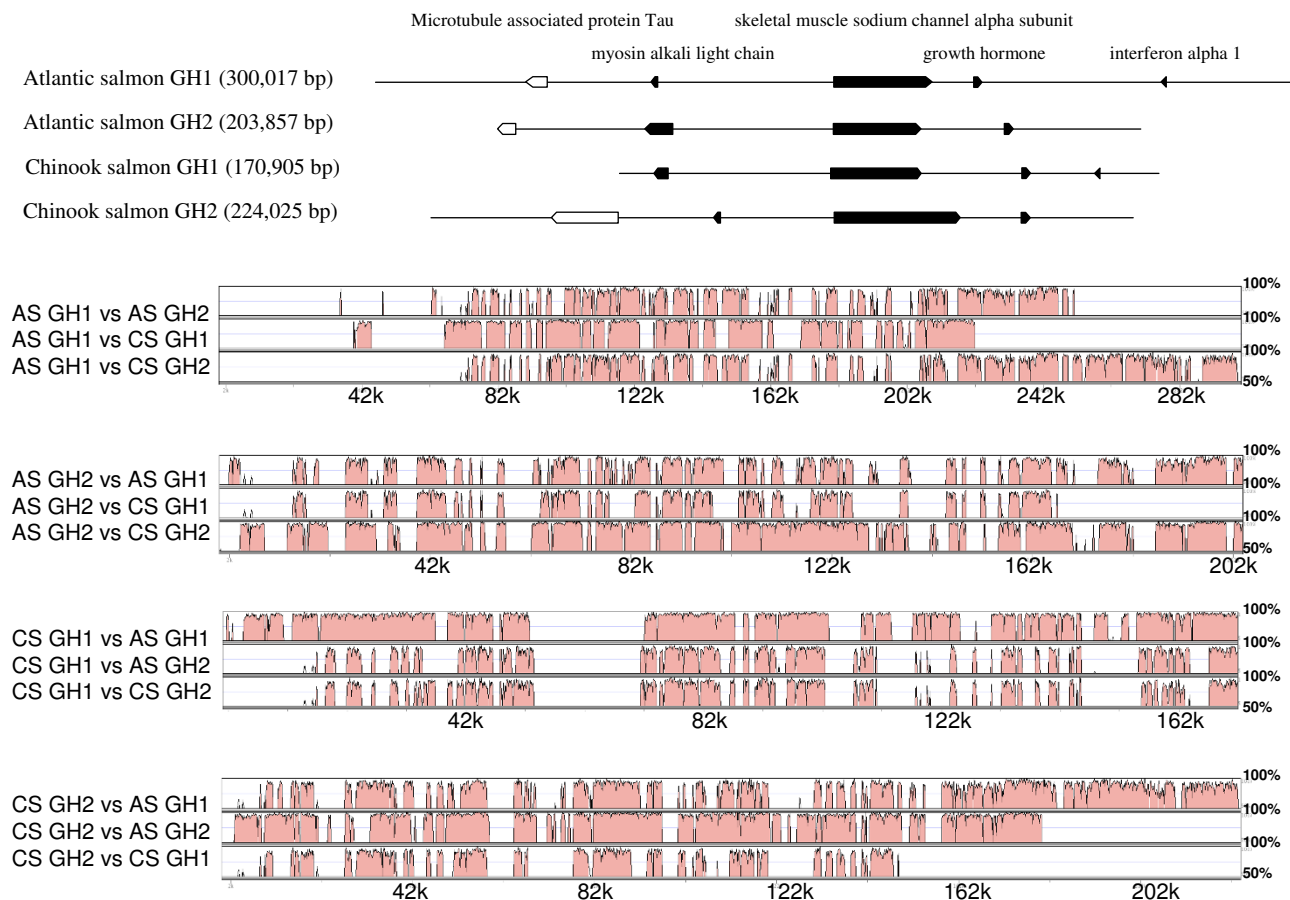 Microtubule associated protein Tau skeletal muscle sodium channel alpha subunit
myosin alkali light chain growth hormone interferon alpha 1
Atlantic salmon GH1 (300,017 bp)
Atlantic salmon GH2 (203,857 bp)
Chinook salmon GH1 (170,905 bp)
Chinook salmon GH2 (224,025 bp)
100%
AS GH1 vs AS GH2
100%
AS GH1 vs CS GH1
100%
AS GH1 vs CS GH2
50%
42k 82k 122k 162k 202k 242k 282k
100%
AS GH2 vs AS GH1
100%
AS GH2 vs CS GH1
100%
AS GH2 vs CS GH2
50%
42k 82k 122k 162k 202k
100%
CS GH1 vs AS GH1
100%
CS GH1 vs AS GH2
100%
CS GH1 vs CS GH2
50%
42k 82k 122k 162k
100%
CS GH2 vs AS GH1
100%
CS GH2 vs AS GH2
100%
CS GH2 vs CS GH1
50%
42k 82k 122k 162k 202k